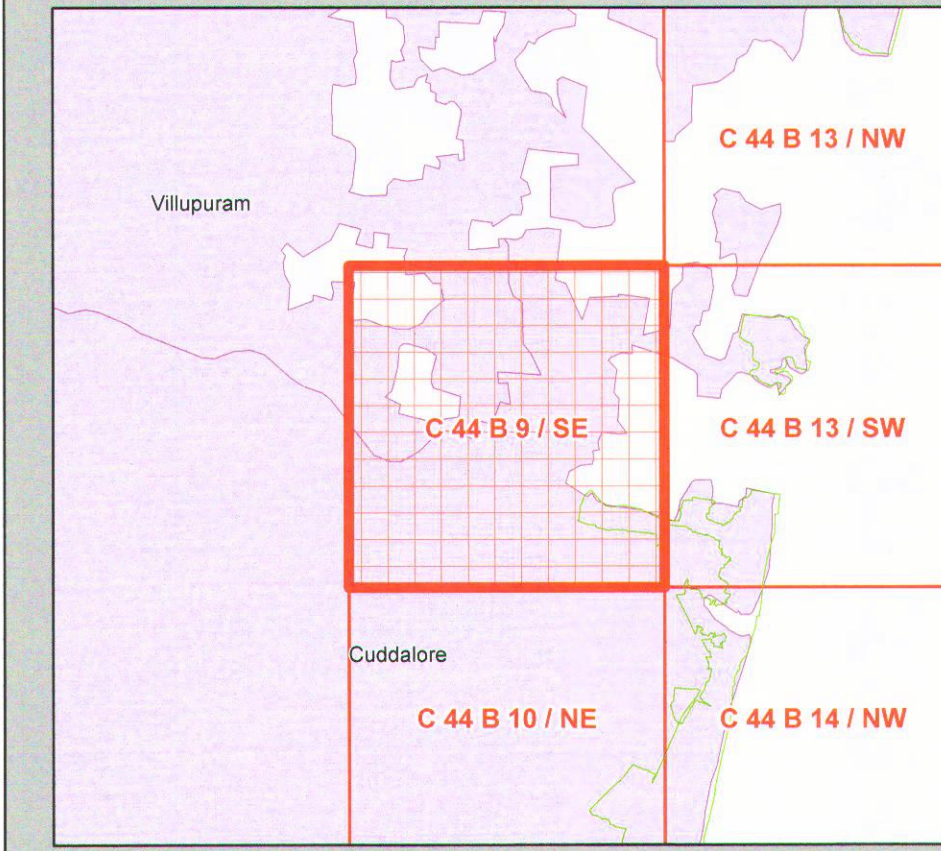 C 44 B 13 / NW
Villupuram
C 44 B 9 / SE
C 44 B 13 / SW
Cuddalore
C 44 B 10 / NE
C 44 B 14 / NW